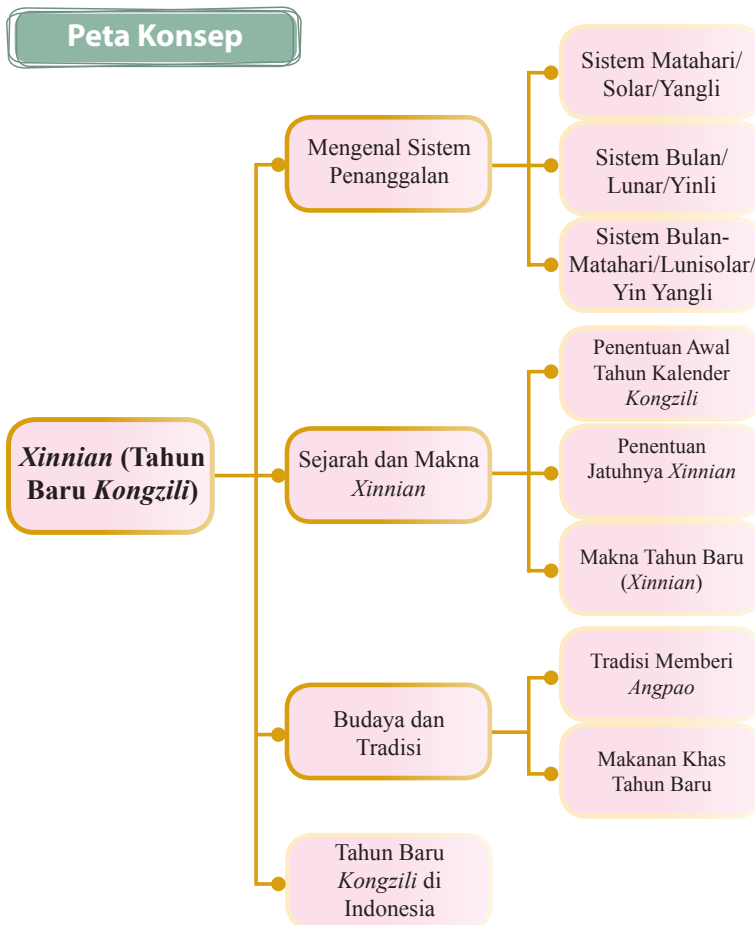 Peta Konsep
Xinnian (Tahun
Baru Kongzili)
Mengenal Sistem
Penanggalan
Sistem Matahari/
Solar/Yangli
Sistem Bulan/
Lunar/Yinli
Sistem Bulan-
Matahari/Lunisolar/
Yin Yangli
Sejarah dan Makna
Xinnian
Penentuan Awal
Tahun Kalender
Kongzili
Penentuan
Jatuhnya Xinnian
Makna Tahun Baru
(Xinnian)
Budaya dan
Tradisi
Tradisi Memberi
Angpao
Makanan Khas
Tahun Baru
Tahun Baru
Kongzili di
Indonesia